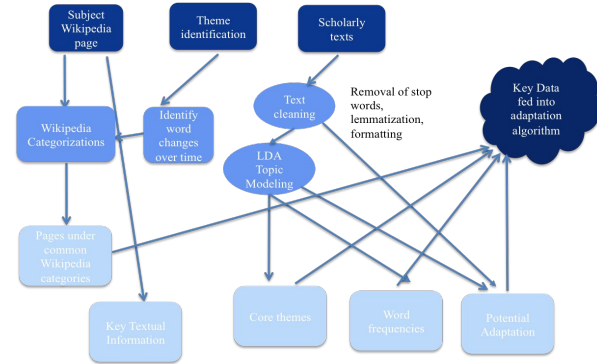 Subject
Wikipedia
page
Theme
identification
Scholarly
texts
Wikipedia
Categorizations
Identify
word
changes
over time
Text
cleaning
Removal of stop
words,
lemmatization,
formatting
Key Data
fed into
adaptation
algorithm
LDA
Topic
Modeling
Pages under
common
Wikipedia
categories
Key Textual
Information
Core themes
Word
frequencies
Potential
Adaptation